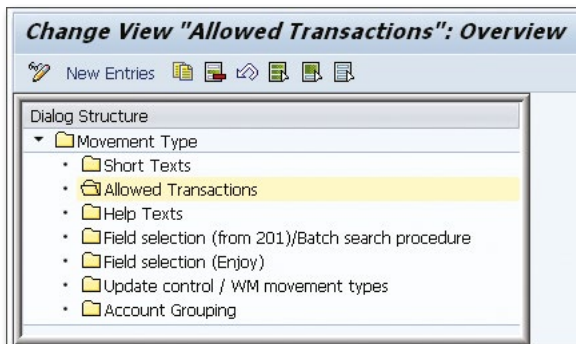 Change View "Allowed Transactions": Overview
New Entries
Dialog Structure
Movement Type
Short Texts
Allowed Transactions
Help Texts
Field selection (from 201)/Batch search procedure
Field selection (Enjoy)
Update control / WM movement types
Account Grouping